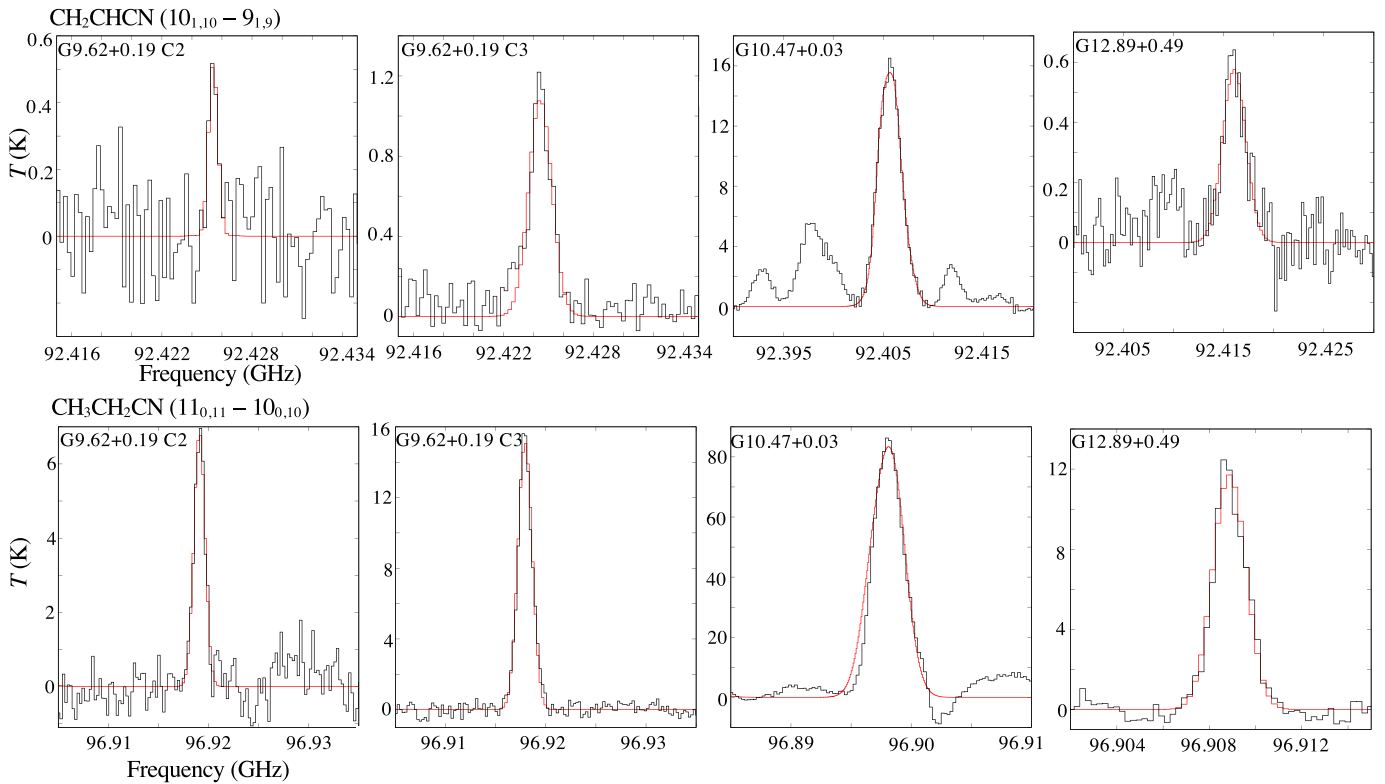 CH₂CHCN (10₁,₁₀ − 9₁,₉)
G9.62+0.19 C2
G9.62+0.19 C3
G10.47+0.03
G12.89+0.49
T (K)
0.6
0.4
0.2
0
1.2
0.8
0.4
0
16
12
8
4
0
0.6
0.4
0.2
0
92.416 92.422 92.428 92.434
92.416 92.422 92.428 92.434
92.395 92.405 92.415
92.405 92.415 92.425
Frequency (GHz)
CH₃CH₂CN (11₀,₁₁ − 10₀,₁₀)
G9.62+0.19 C2
G9.62+0.19 C3
G10.47+0.03
G12.89+0.49
T (K)
6
4
2
0
16
12
8
4
0
80
60
40
20
0
12
8
4
0
96.91 96.92 96.93
96.91 96.92 96.93
96.89 96.90 96.91
96.904 96.908 96.912
Frequency (GHz)